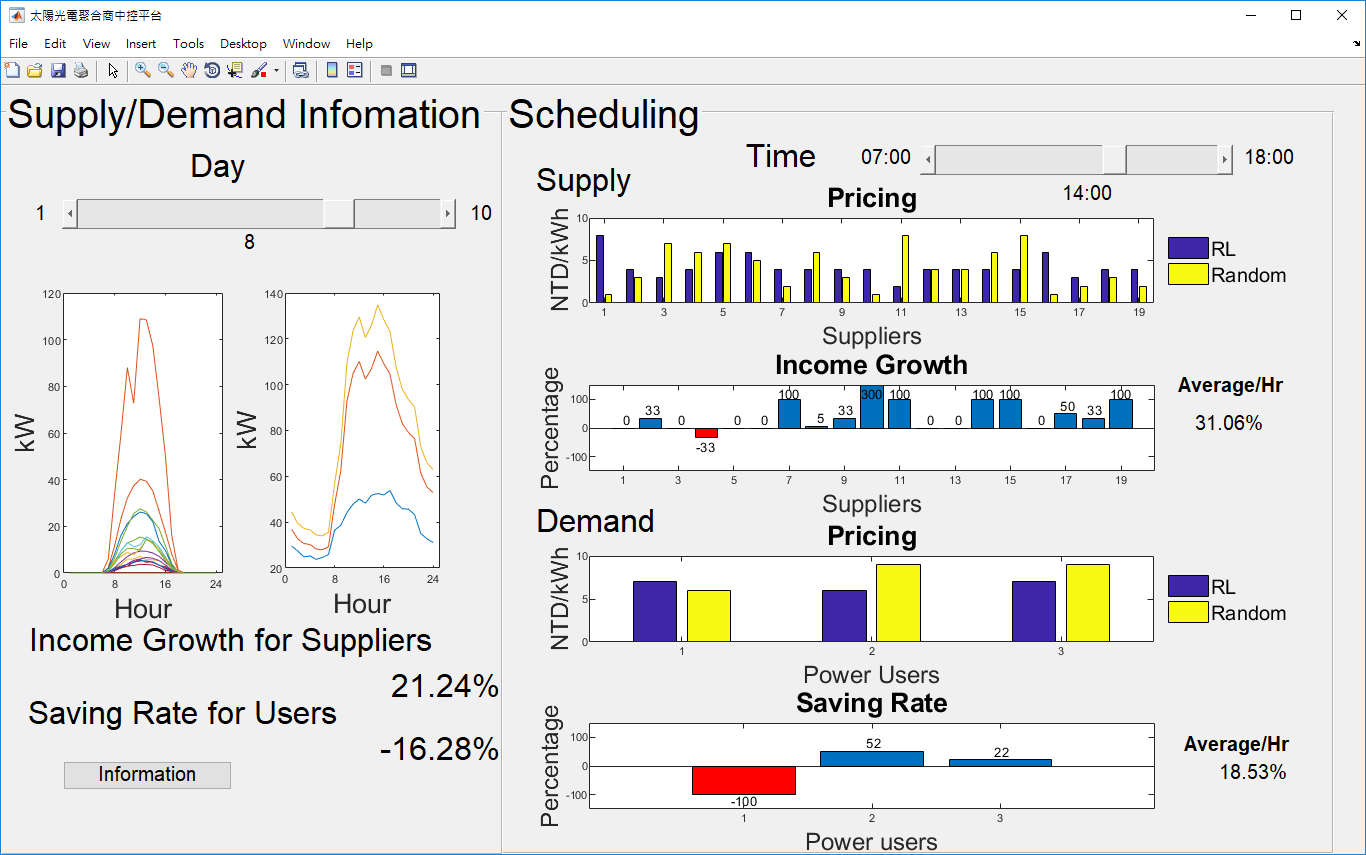 太陽光電聚合商中控平台
File Edit View Insert Tools Desktop Window Help
Supply/Demand Infomation
Day
1
10
8
kW
120
100
80
60
40
20
0
0 8 16 24
Hour
kW
140
120
100
80
60
40
20
0 8 16 24
Hour
Income Growth for Suppliers
21.24%
Saving Rate for Users
-16.28%
Information
Scheduling
Time 07:00 18:00
14:00
Supply
Pricing
NTD/kWh
10
5
0
1 3 5 7 9 11 13 15 17 19
Suppliers
RL
Random
Income Growth
Percentage
100
0
-100
0 33 0 -33 0 0 100 5 33 300 100 0 0 100 100 0 50 33 100
1 3 5 7 9 11 13 15 17 19
Suppliers
Average/Hr
31.06%
Demand
Pricing
NTD/kWh
10
5
0
1 2 3
Power Users
RL
Random
Saving Rate
Percentage
100
0
-100
-100 52 22
1 2 3
Power users
Average/Hr
18.53%